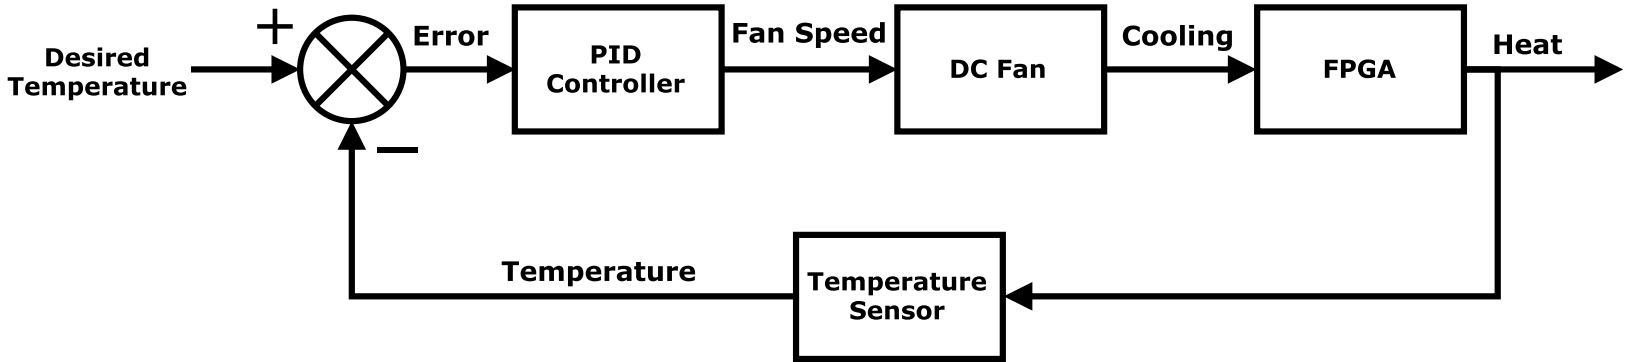 +
Desired
Temperature
Error
PID
Controller
Fan Speed
DC Fan
Cooling
FPGA
Heat
—
Temperature
Temperature
Sensor